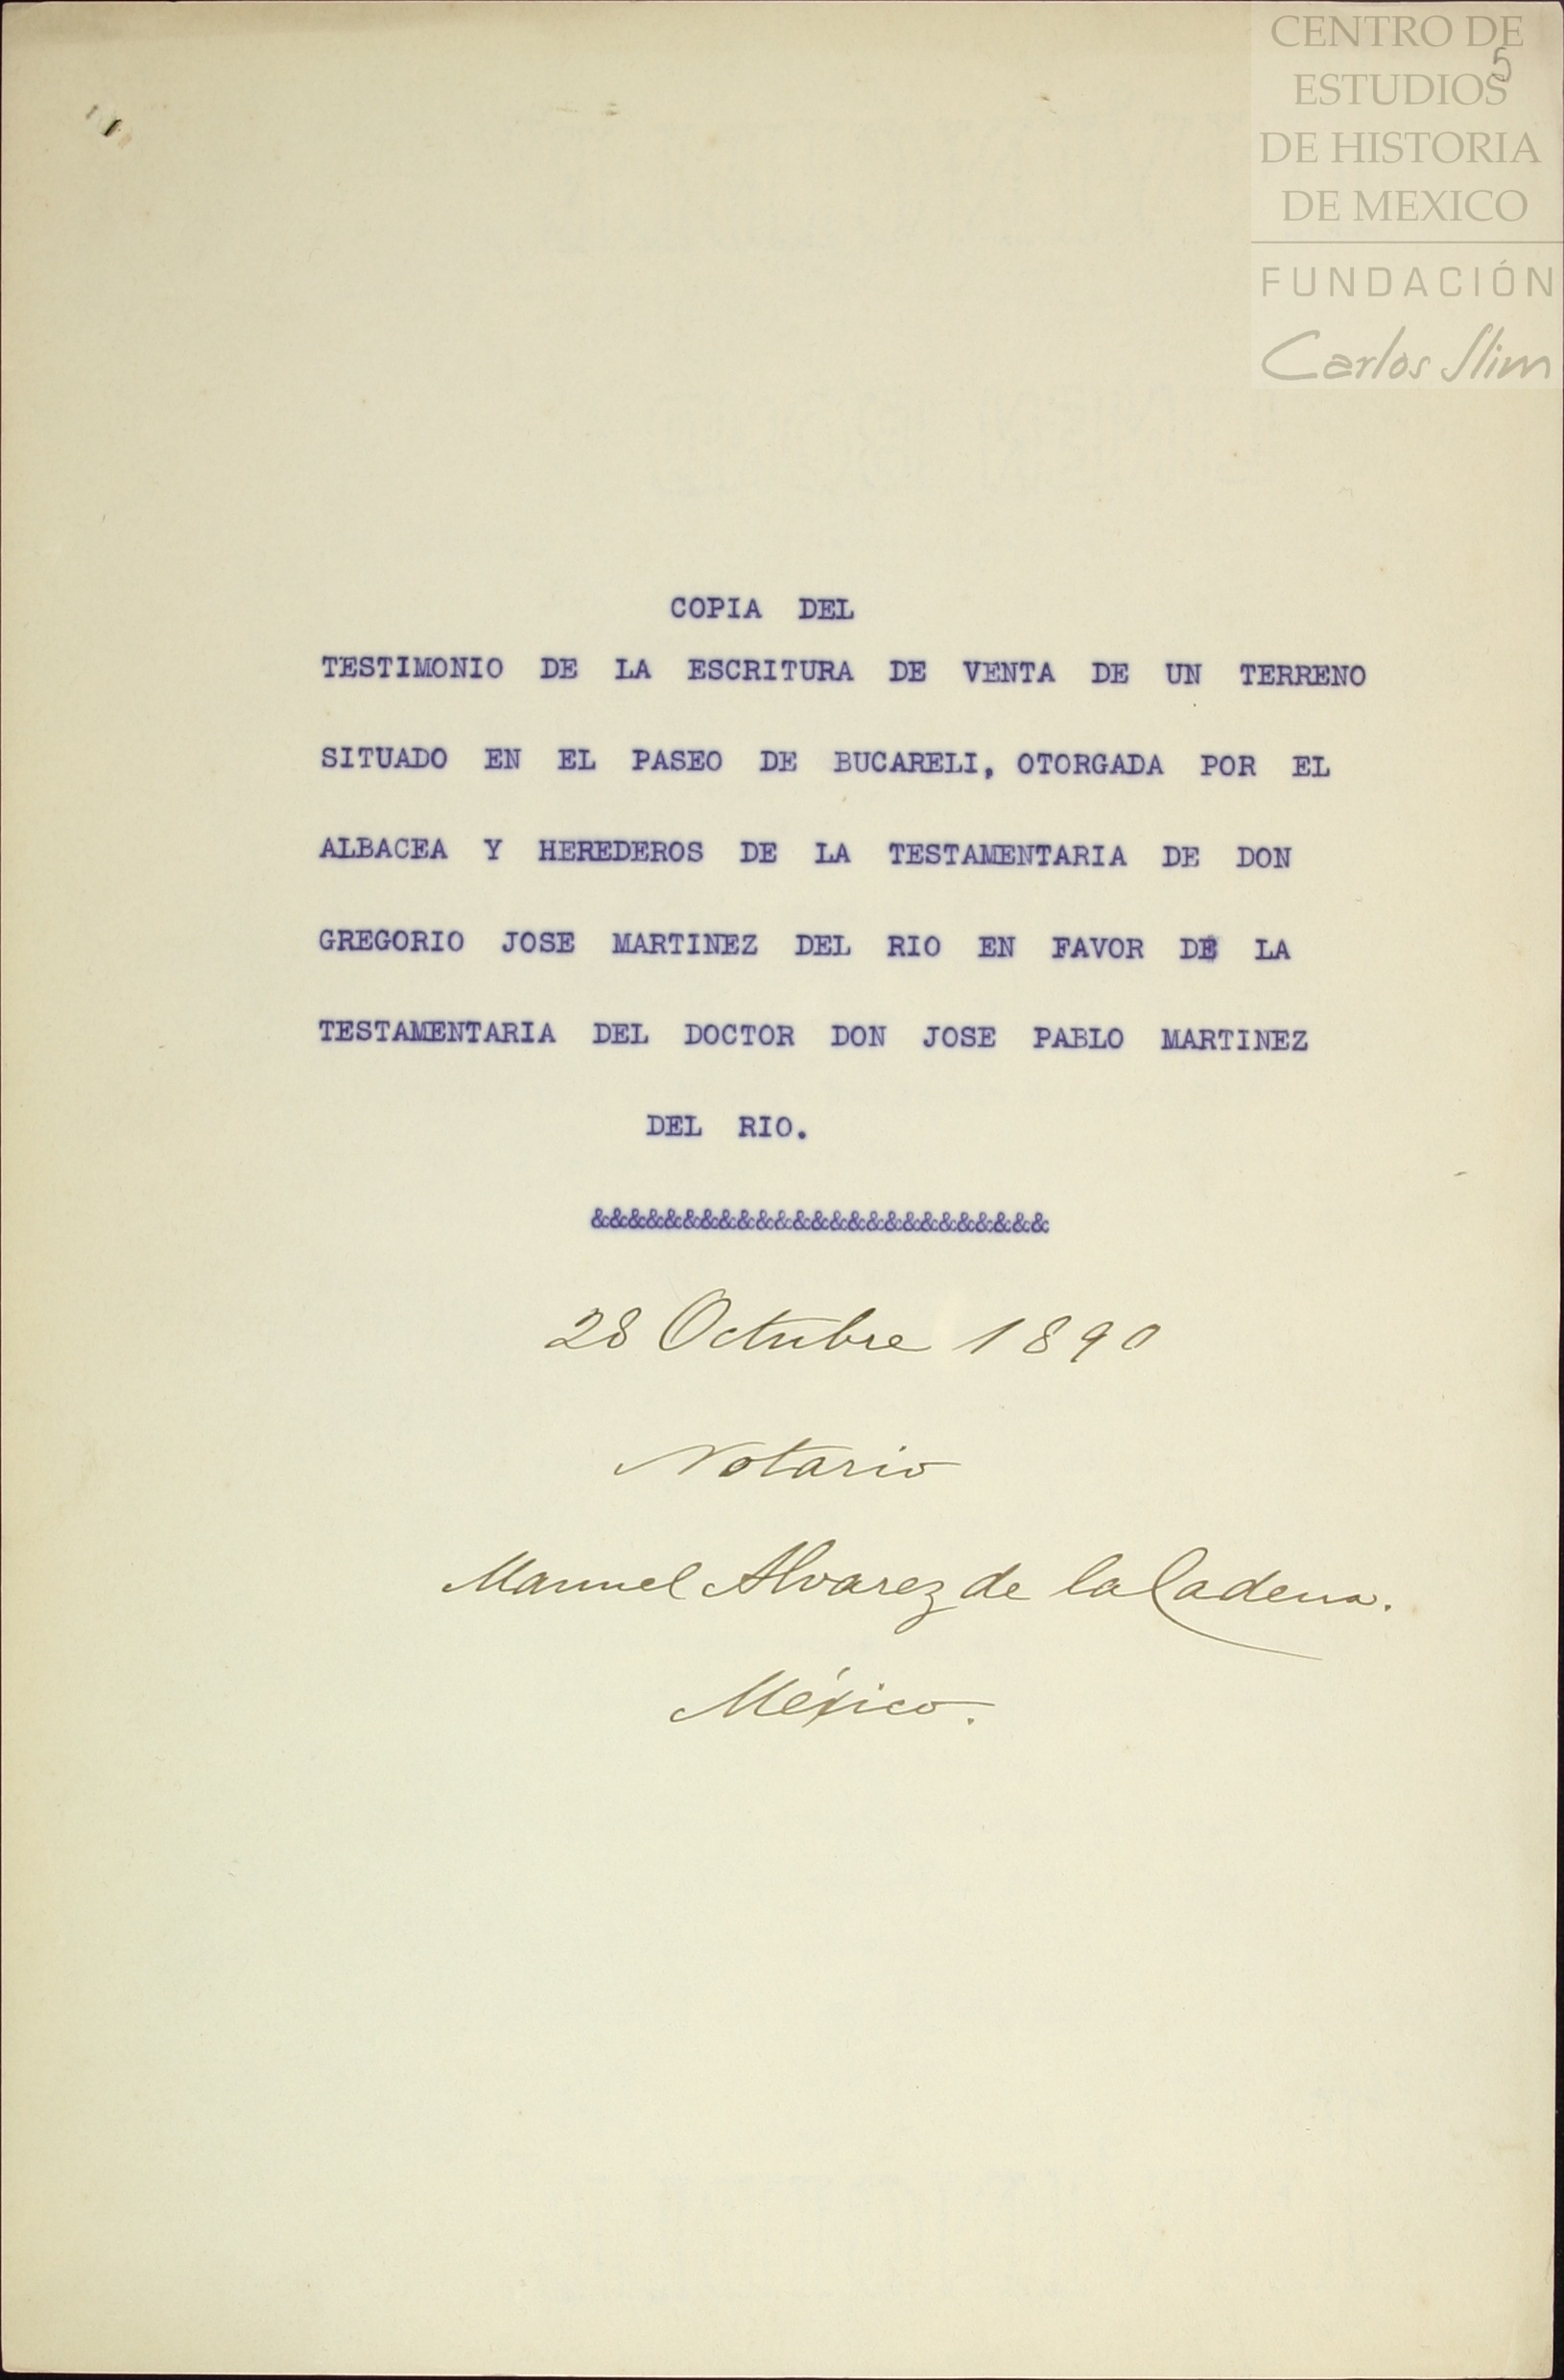 CENTRO DE
5
ESTUDIOS
DE HISTORIA
DE MEXICO
FUNDACIÓN
Carlos Slim
COPIA DEL
TESTIMONIO DE LA ESCRITURA DE VENTA DE UN TERRENO
SITUADO EN EL PASEO DE BUCARELI, OTORGADA POR EL
ALBACEA Y HEREDEROS DE LA TESTAMENTARIA DE DON
GREGORIO JOSE MARTINEZ DEL RIO EN FAVOR DE LA
TESTAMENTARIA DEL DOCTOR DON JOSE PABLO MARTINEZ
DEL RIO.
&&&&&&&&&&&&&&&&&&&&&&&&&
28 Octubre 1890
Notario
Manuel Alvarez de la Cadena.
México.